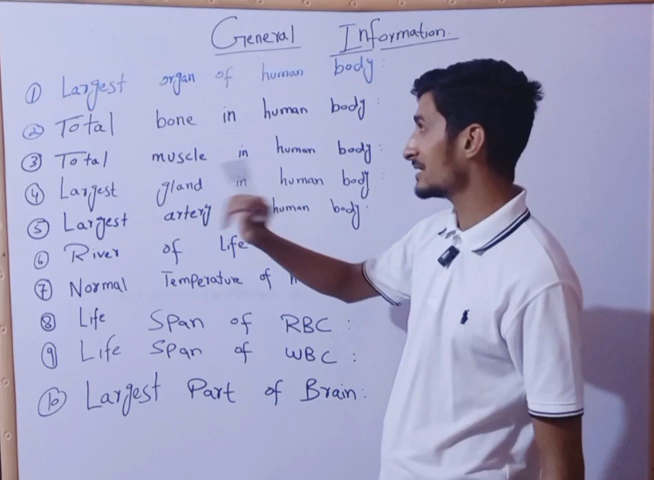 General Information
① Largest organ of human body:
② Total bone in human body:
③ Total muscle in human body:
④ Largest gland in human body:
⑤ Largest artery human body:
⑥ River of Life
⑦ Normal Temperature of
⑧ Life Span of RBC :
⑨ Life Span of WBC :
⑩ Largest Part of Brain: